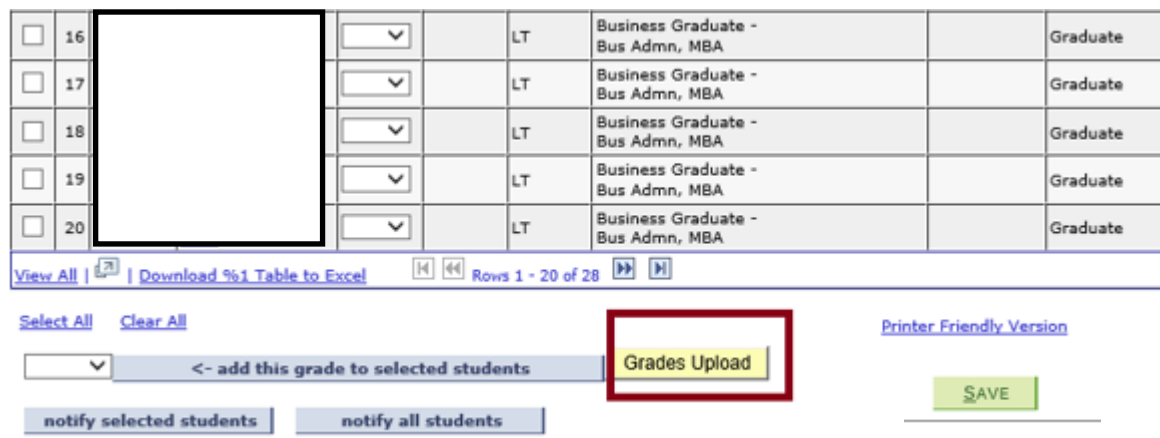 16 LT Business Graduate - Graduate
Bus Admn, MBA
17 LT Business Graduate - Graduate
Bus Admn, MBA
18 LT Business Graduate - Graduate
Bus Admn, MBA
19 LT Business Graduate - Graduate
Bus Admn, MBA
20 LT Business Graduate - Graduate
Bus Admn, MBA
View All | | Download %1 Table to Excel Rows 1 - 20 of 28
Select All Clear All Printer Friendly Version
<- add this grade to selected students Grades Upload
SAVE
notify selected students notify all students